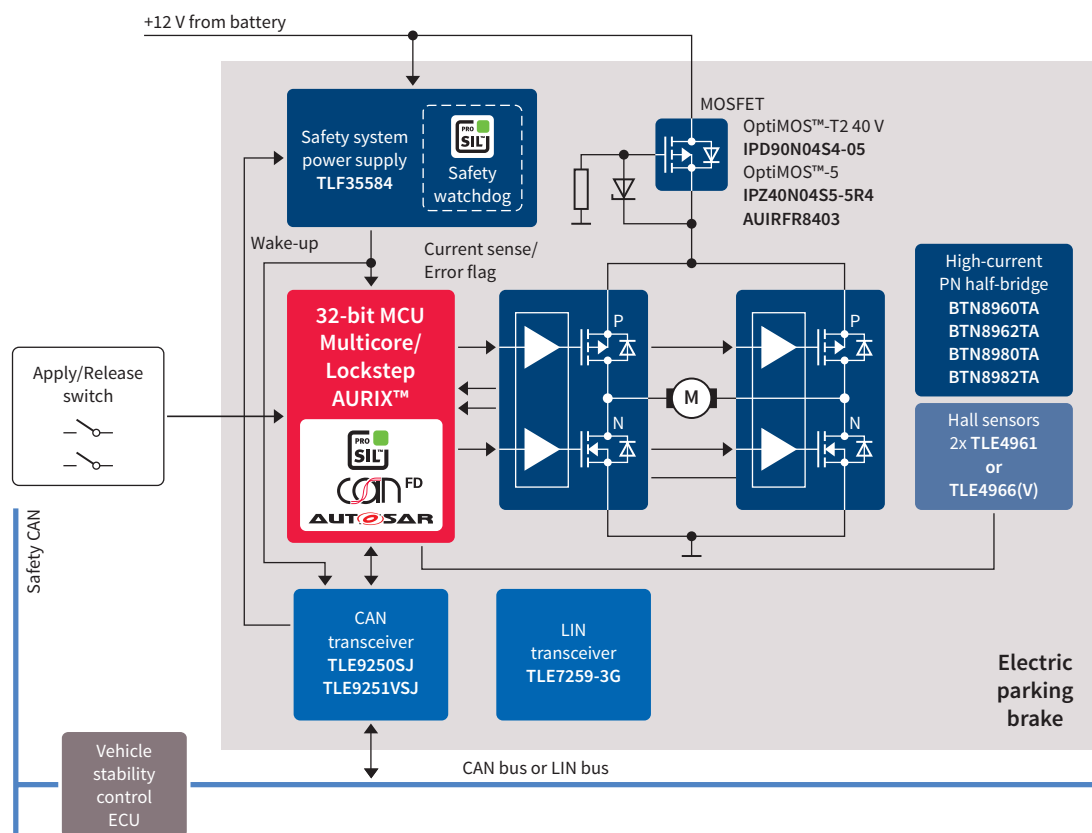 +12 V from battery
Safety system
power supply
TLF35584
PRO
SIL™
Safety
watchdog
MOSFET
OptiMOS™-T2 40 V
IPD90N04S4-05
OptiMOS™-5
IPZ40N04S5-5R4
AUIRFR8403
Wake-up
Current sense/
Error flag
High-current
PN half-bridge
BTN8960TA
BTN8962TA
BTN8980TA
BTN8982TA
32-bit MCU
Multicore/
Lockstep
AURIX™
PRO
SIL™
CAN FD
AUTOSAR
P
N
M
P
N
Apply/Release
switch
Hall sensors
2x TLE4961
or
TLE4966(V)
Safety CAN
CAN
transceiver
TLE9250SJ
TLE9251VSJ
LIN
transceiver
TLE7259-3G
Electric
parking
brake
Vehicle
stability
control
ECU
CAN bus or LIN bus